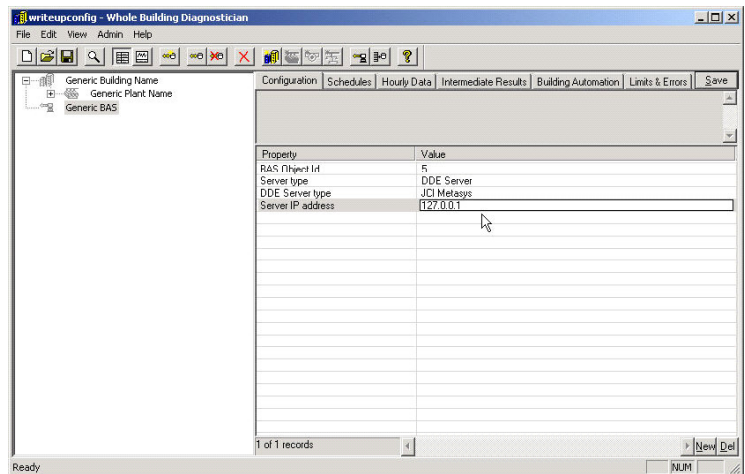 writeupconfig - Whole Building Diagnostician
File Edit View Admin Help
Generic Building Name
Generic Plant Name
Generic BAS
Configuration Schedules Hourly Data Intermediate Results Building Automation Limits & Errors Save
Property Value
BAS Object Id 5
Server type DDE Server
DDE Server type JCI Metasys
Server IP address 127.0.0.1
1 of 1 records New Del
Ready NUM